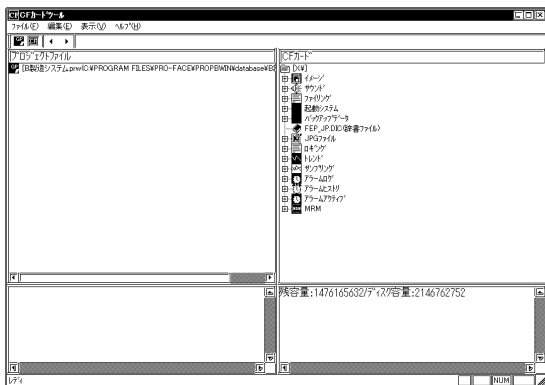 CFカードツール
ファイル(F) 編集(E) 表示(V) ヘルプ(H)
プロジェクトファイル
[B製造システム.prw(C:¥PROGRAM FILES¥PRO-FACE¥PROPBWIN¥database¥B製
CFカード
[X¥]
イメージ
サウンド
ファイリング
起動システム
バックアップデータ
FEP_JP.DIC(辞書ファイル)
JPGファイル
ロギング
トレンド
サンプリング
アラームログ
アラームヒストリ
アラームアクティブ
MRM
残容量:1476165632/ディスク容量:2146762752
レディ
NUM